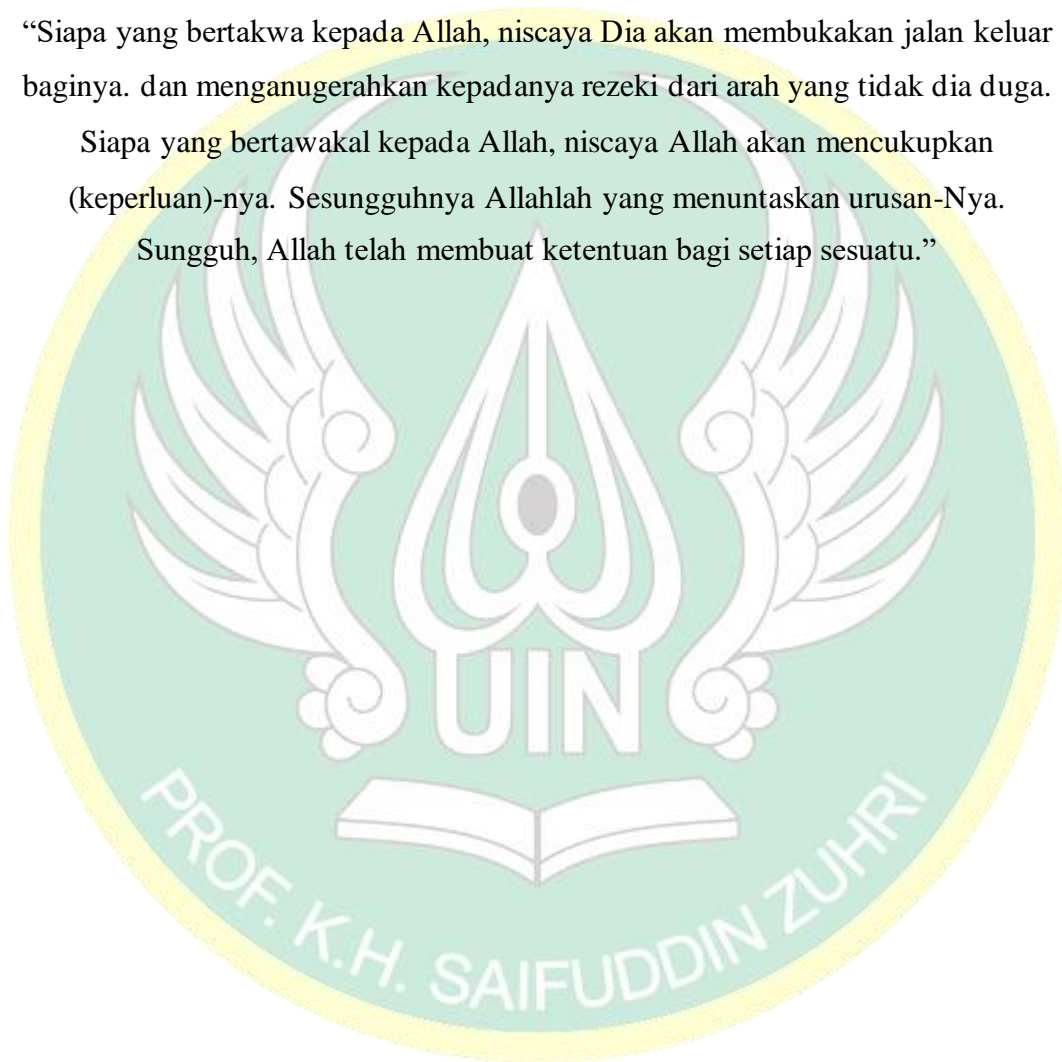 “Siapa yang bertakwa kepada Allah, niscaya Dia akan membukakan jalan keluar
baginya. dan menganugerahkan kepadanya rezeki dari arah yang tidak dia duga.
Siapa yang bertawakal kepada Allah, niscaya Allah akan mencukupkan
(keperluan)-nya. Sesungguhnya Allahlah yang menuntaskan urusan-Nya.
Sungguh, Allah telah membuat ketentuan bagi setiap sesuatu.”
UIN
PROF. K.H. SAIFUDDIN ZUHRI